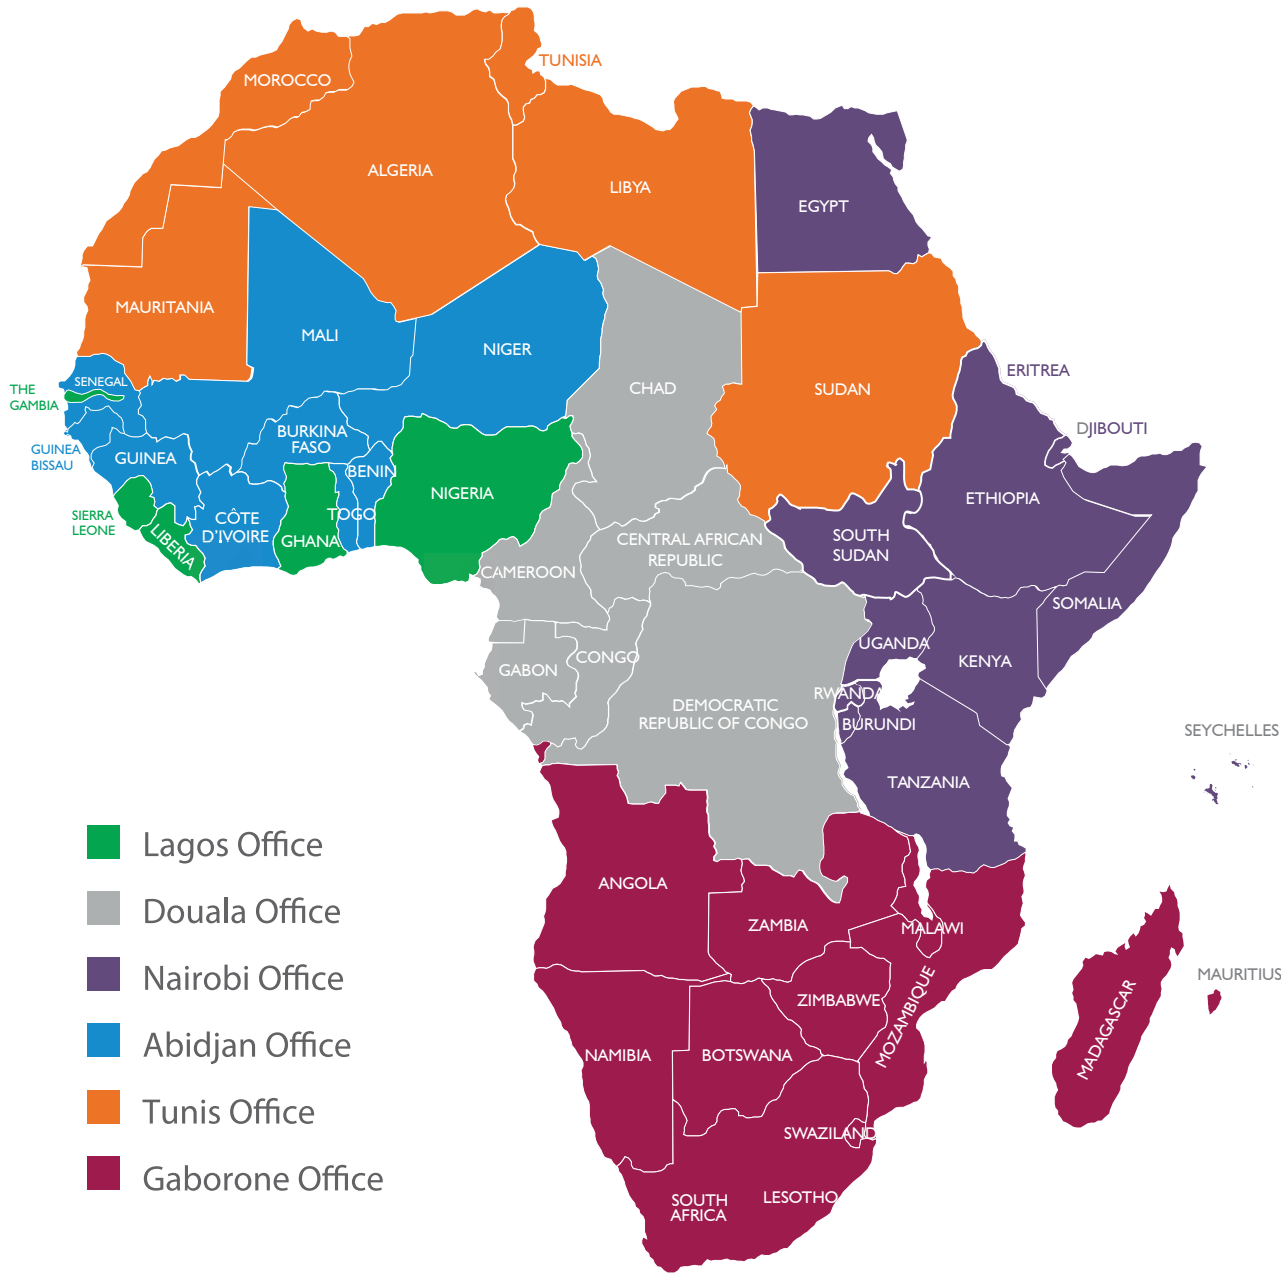 TUNISIA
MOROCCO
ALGERIA
LIBYA
EGYPT
MAURITANIA
MALI
NIGER
CHAD
SUDAN
ERITREA
SENEGAL
THE
GAMBIA
DJIBOUTI
BURKINA
FASO
GUINEA
BISSAU
GUINEA
BENIN
NIGERIA
ETHIOPIA
SIERRA
LEONE
LIBERIA
CÔTE
D'IVOIRE
GHANA
TOGO
CENTRAL AFRICAN
REPUBLIC
SOUTH
SUDAN
CAMEROON
SOMALIA
UGANDA
KENYA
GABON
CONGO
RWANDA
DEMOCRATIC
REPUBLIC OF CONGO
BURUNDI
SEYCHELLES
TANZANIA
Lagos Office
Douala Office
Nairobi Office
Abidjan Office
Tunis Office
Gaborone Office
ANGOLA
ZAMBIA
MALAWI
MAURITIUS
ZIMBABWE
MOZAMBIQUE
MADAGASCAR
NAMIBIA
BOTSWANA
SWAZILAND
SOUTH
AFRICA
LESOTHO